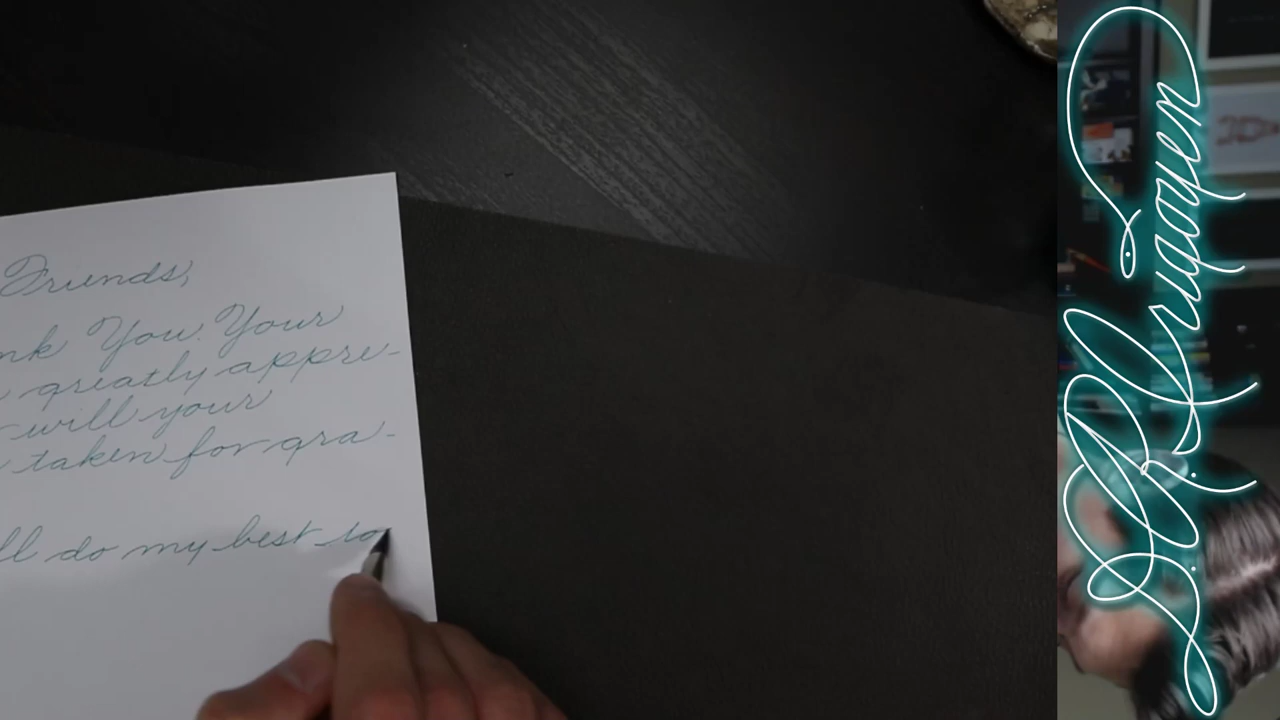 Friends,
nk You. Your
greatly appre-
will your
taken for gra-
ll do my best to